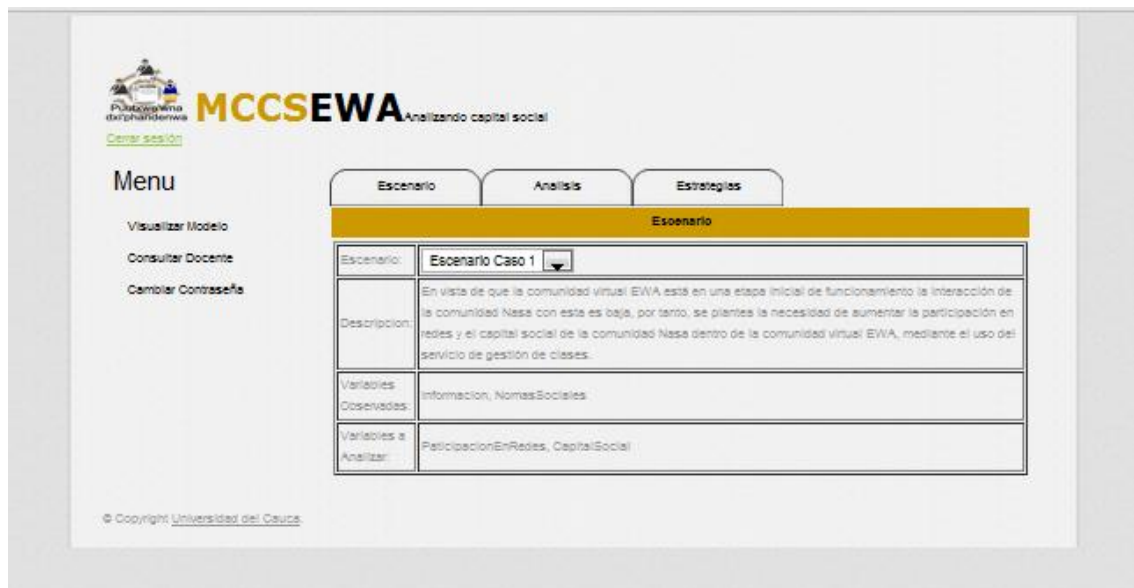 MCCSEWA Analizando capital social
Cerrar sesión
Menu
Visualizar Modelo
Consultar Docente
Cambiar Contraseña
Escenario Analisis Estrategias
Escenario
Escenario: Escenario Caso 1
Descripcion:
En vista de que la comunidad virtual EWA está en una etapa inicial de funcionamiento la interacción de
la comunidad Nasa con esta es baja, por tanto, se plantea la necesidad de aumentar la participación en
redes y el capital social de la comunidad Nasa dentro de la comunidad virtual EWA, mediante el uso del
servicio de gestión de clases.
Variables
Observadas:
Informacion, NomasSociales
Variables a
Analizar:
PaticipacionEnRedes, CapitalSocial
© Copyright Universidad del Cauca.